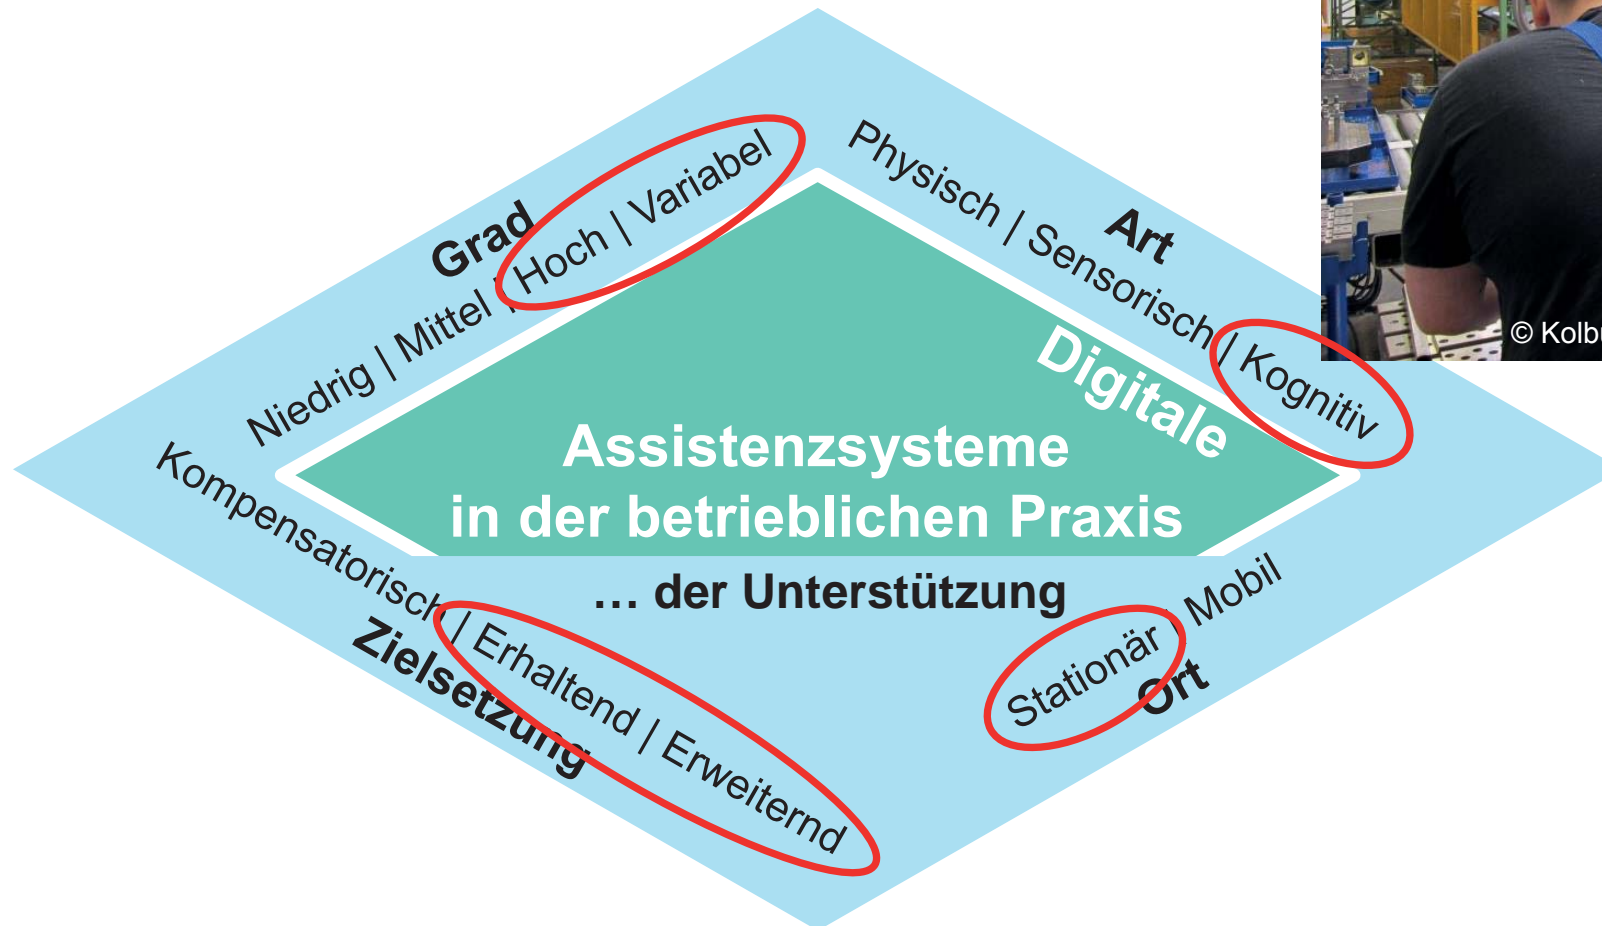 Grad
Niedrig | Mittel | Hoch | Variabel
Art
Physisch | Sensorisch | Kognitiv
Digitale
Assistenzsysteme
in der betrieblichen Praxis
… der Unterstützung
Kompensatorisch | Erhaltend | Erweiternd
Zielsetzung
Stationär | Mobil
Ort
©